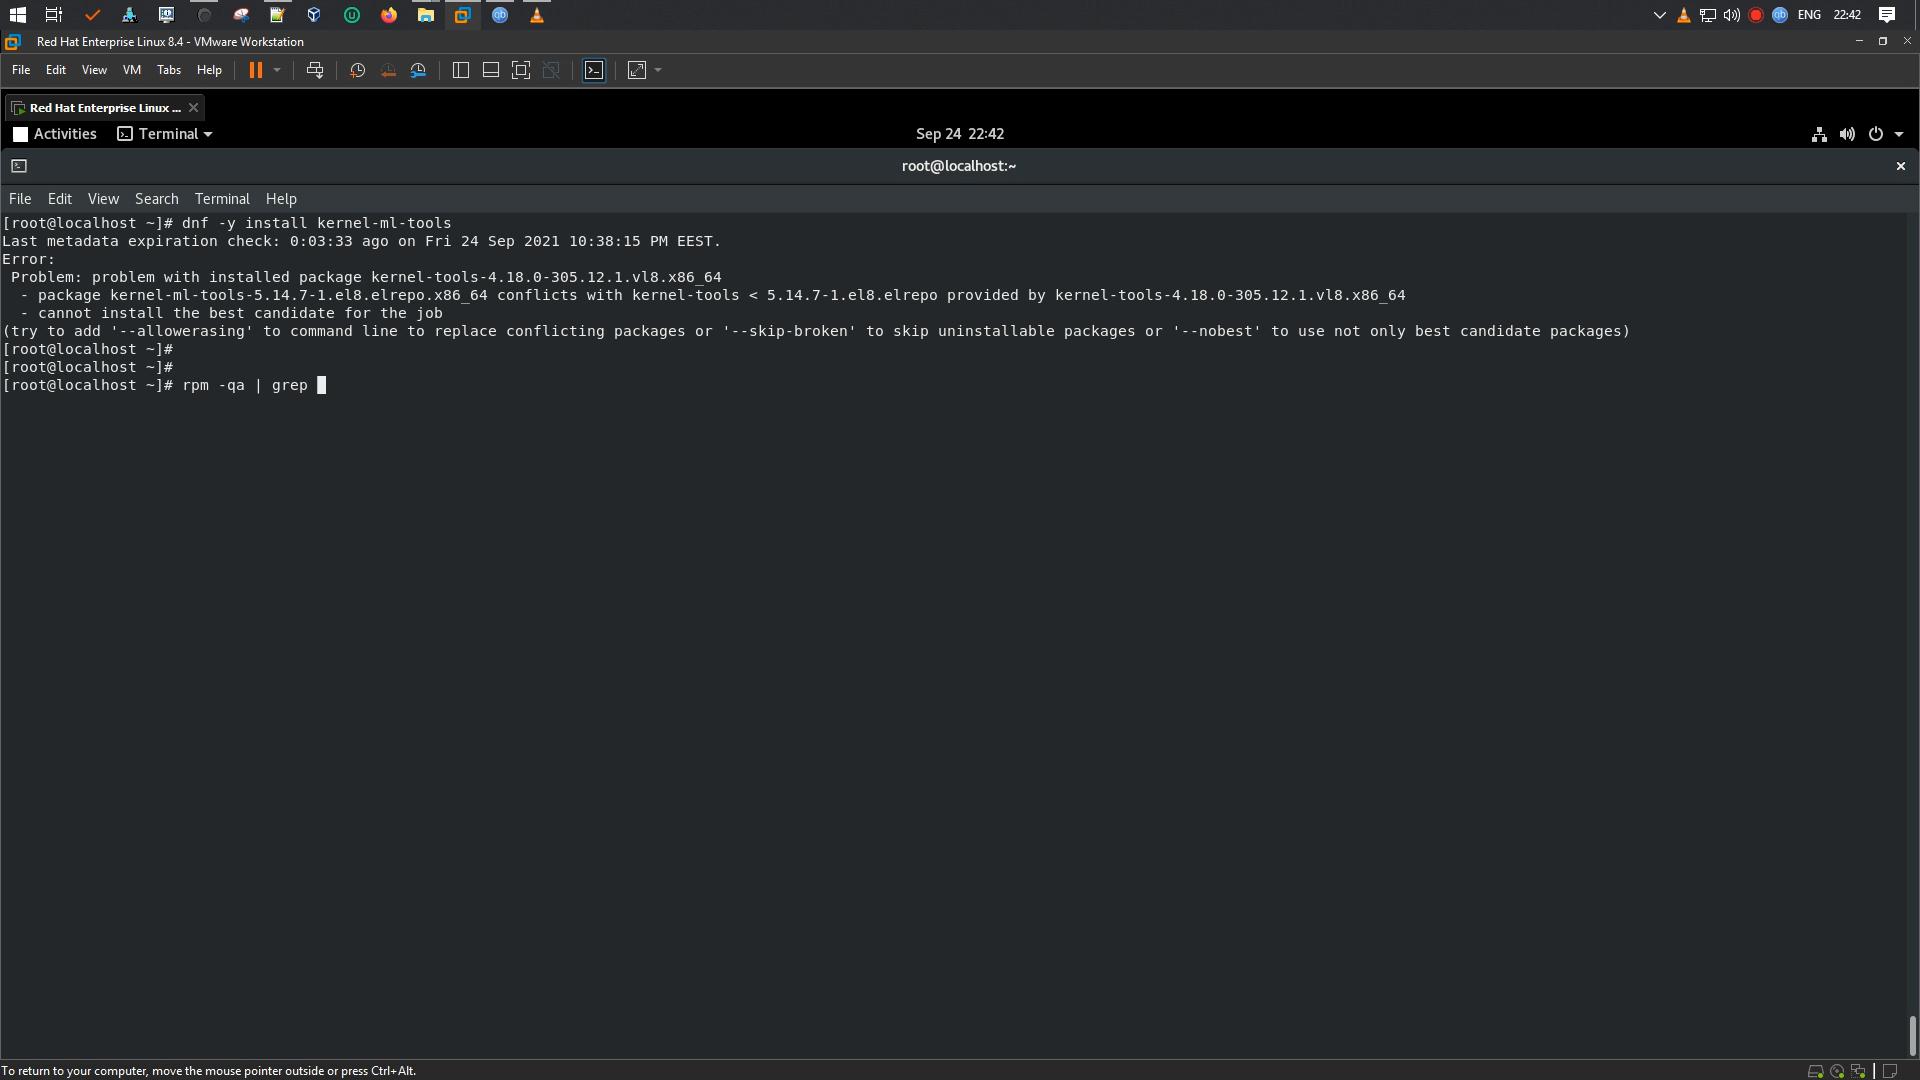 ENG 22:42
Red Hat Enterprise Linux 8.4 - VMware Workstation
File Edit View VM Tabs Help
Red Hat Enterprise Linux ...
Activities Terminal Sep 24 22:42
root@localhost:~
File Edit View Search Terminal Help
[root@localhost ~]# dnf -y install kernel-ml-tools
Last metadata expiration check: 0:03:33 ago on Fri 24 Sep 2021 10:38:15 PM EEST.
Error:
 Problem: problem with installed package kernel-tools-4.18.0-305.12.1.vl8.x86_64
  - package kernel-ml-tools-5.14.7-1.el8.elrepo.x86_64 conflicts with kernel-tools < 5.14.7-1.el8.elrepo provided by kernel-tools-4.18.0-305.12.1.vl8.x86_64
  - cannot install the best candidate for the job
(try to add '--allowerasing' to command line to replace conflicting packages or '--skip-broken' to skip uninstallable packages or '--nobest' to use not only best candidate packages)
[root@localhost ~]#
[root@localhost ~]#
[root@localhost ~]# rpm -qa | grep
To return to your computer, move the mouse pointer outside or press Ctrl+Alt.